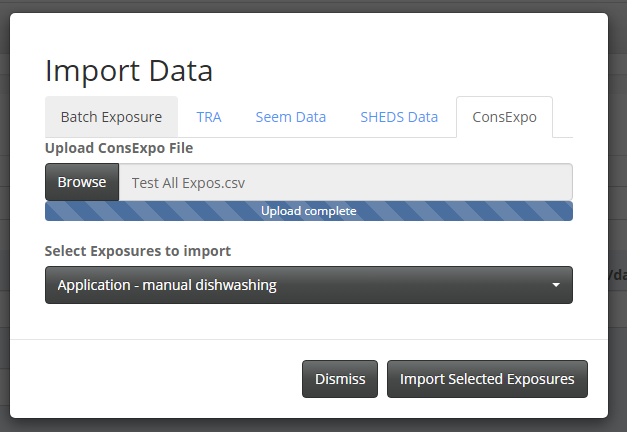 Import Data
Batch Exposure TRA Seem Data SHEDS Data ConsExpo
Upload ConsExpo File
Browse Test All Expos.csv
Upload complete
Select Exposures to import
/da
Application - manual dishwashing
Dismiss Import Selected Exposures